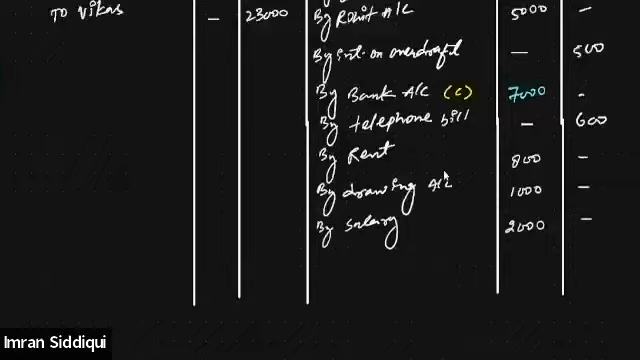 To Vikas - 23000 By Rohit A/c 5000 -
By int. on overdraft - 500
By Bank A/c (c) 7000 -
By telephone bill - 600
By Rent 800 -
By drawing A/c 1000 -
By Salary 2000 -
Imran Siddiqui